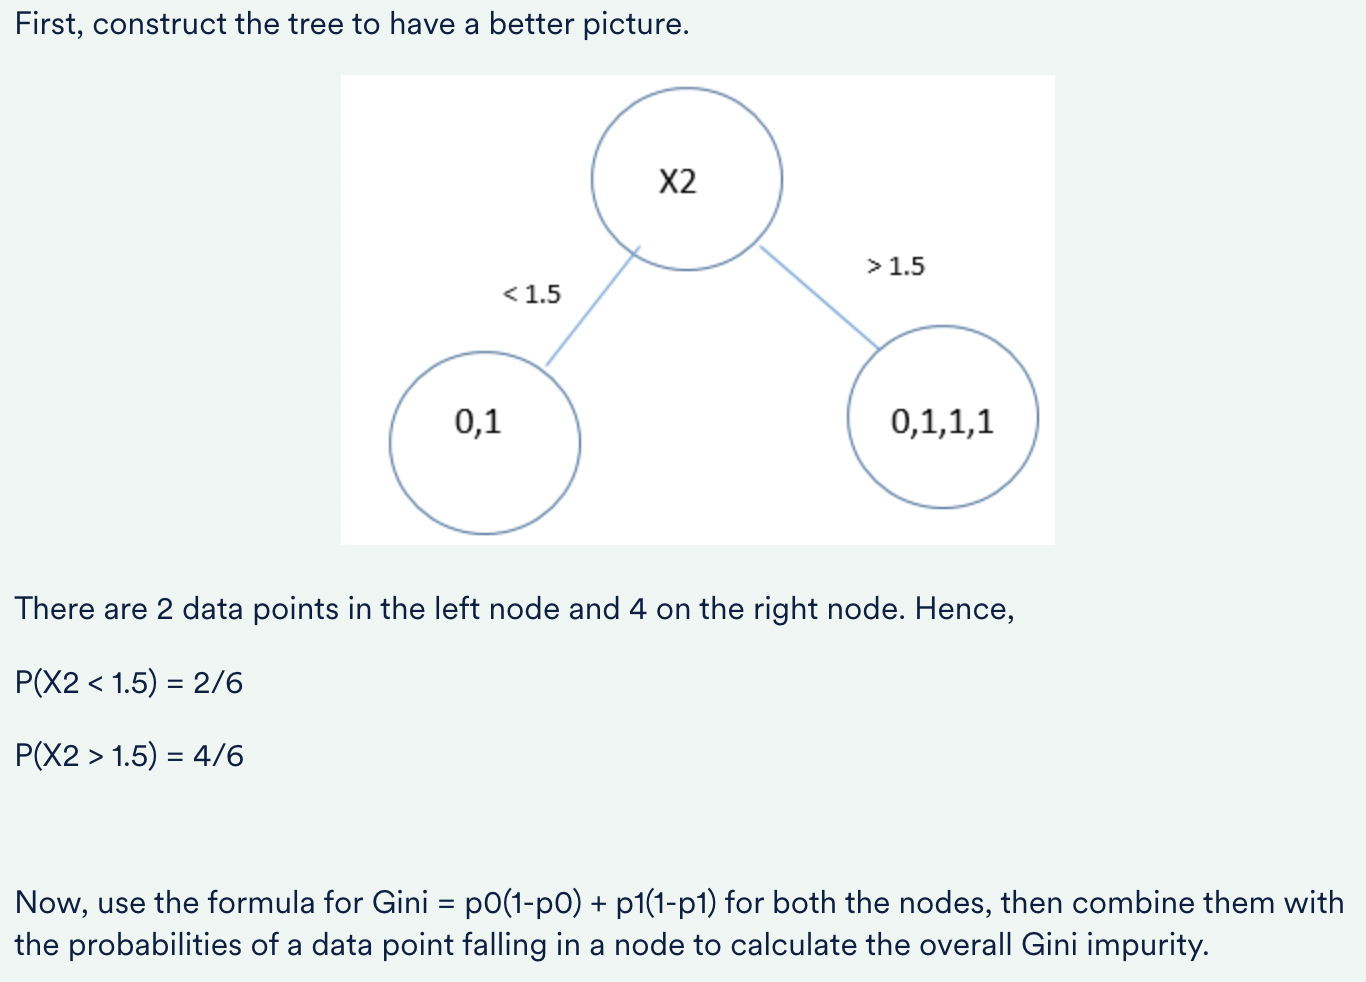 First, construct the tree to have a better picture.
X2
> 1.5
< 1.5
0,1
0,1,1,1
There are 2 data points in the left node and 4 on the right node. Hence,
P(X2 < 1.5) = 2/6
P(X2 > 1.5) = 4/6
Now, use the formula for Gini = p0(1-p0) + p1(1-p1) for both the nodes, then combine them with
the probabilities of a data point falling in a node to calculate the overall Gini impurity.